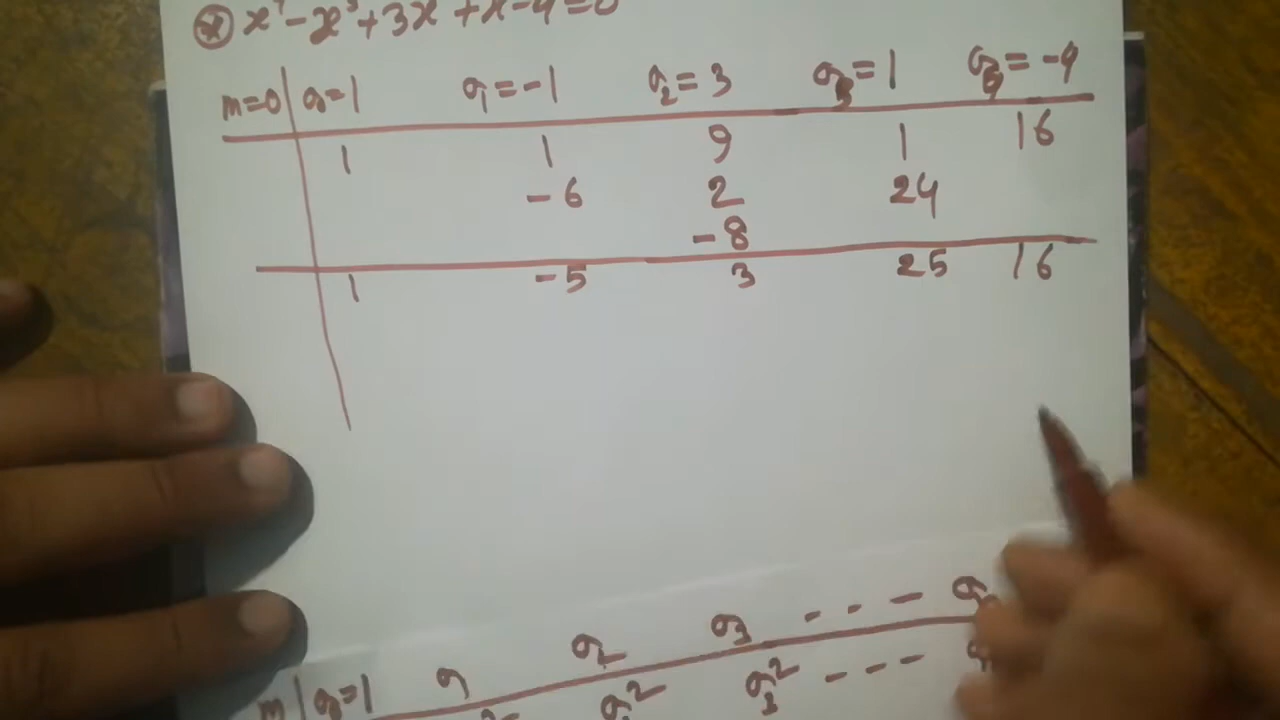 * x⁴ - x³ + 3x² + x - 4 = 0
m=0 a₀=1 a₁ = -1 a₂ = 3 a₃ = 1 a₄ = -4
1 1 9 1 16
-6 2 24
-8
1 -5 3 25 16
m a₀=1 a₁ a₂ a₃ - - - aₙ
a₂² a₃² - - -